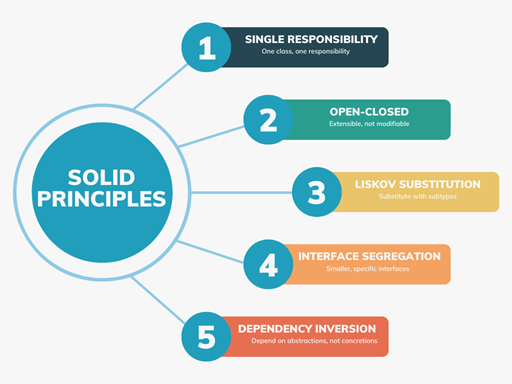 SOLID
PRINCIPLES
1
SINGLE RESPONSIBILITY
One class, one responsibility
2
OPEN-CLOSED
Extensible, not modifiable
3
LISKOV SUBSTITUTION
Substitute with subtypes
4
INTERFACE SEGREGATION
Smaller, specific interfaces
5
DEPENDENCY INVERSION
Depend on abstractions, not concretions